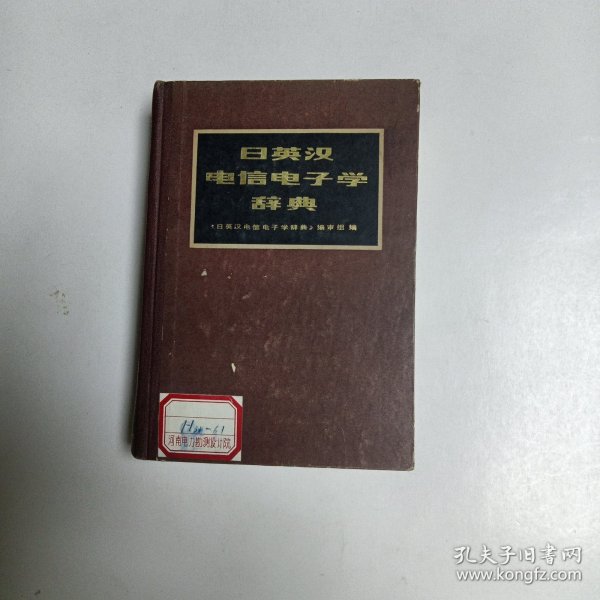 日英汉
电信电子学
辞典
《日英汉电信电子学辞典》编审组 编
河南电力勘测设计院
孔夫子旧书网
www.kongfz.com